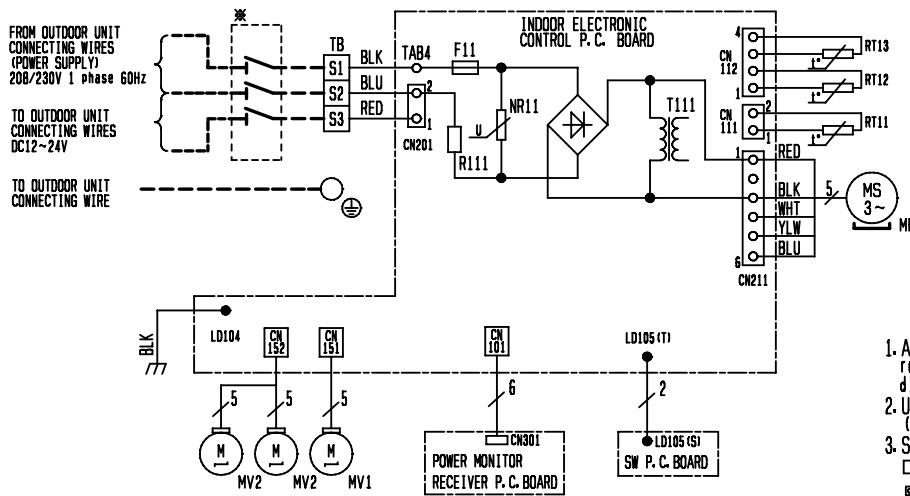 ※
INDOOR ELECTRONIC
CONTROL P.C. BOARD
FROM OUTDOOR UNIT
CONNECTING WIRES
(POWER SUPPLY)
208/230V 1 phase 60Hz
TB
S1
S2
S3
BLK
BLU
RED
TAB4
F11
2
1
CN201
R111
NR11
U
T111
4
CN
112
1
RT13
t°
RT12
t°
2
CN
111
1
RT11
t°
TO OUTDOOR UNIT
CONNECTING WIRES
DC12~24V
TO OUTDOOR UNIT
CONNECTING WIRE
1
RED
BLK
WHT
YLW
BLU
6
CN211
5
MS
3~
BLK
LD104
CN
152
CN
151
CN
101
LD105(T)
5
5
5
6
2
M
M
M
MV2
MV2
MV1
CN301
POWER MONITOR
RECEIVER P.C.BOARD
LD105(S)
SW P.C.BOARD
1. A
d
2. U
(
3. S